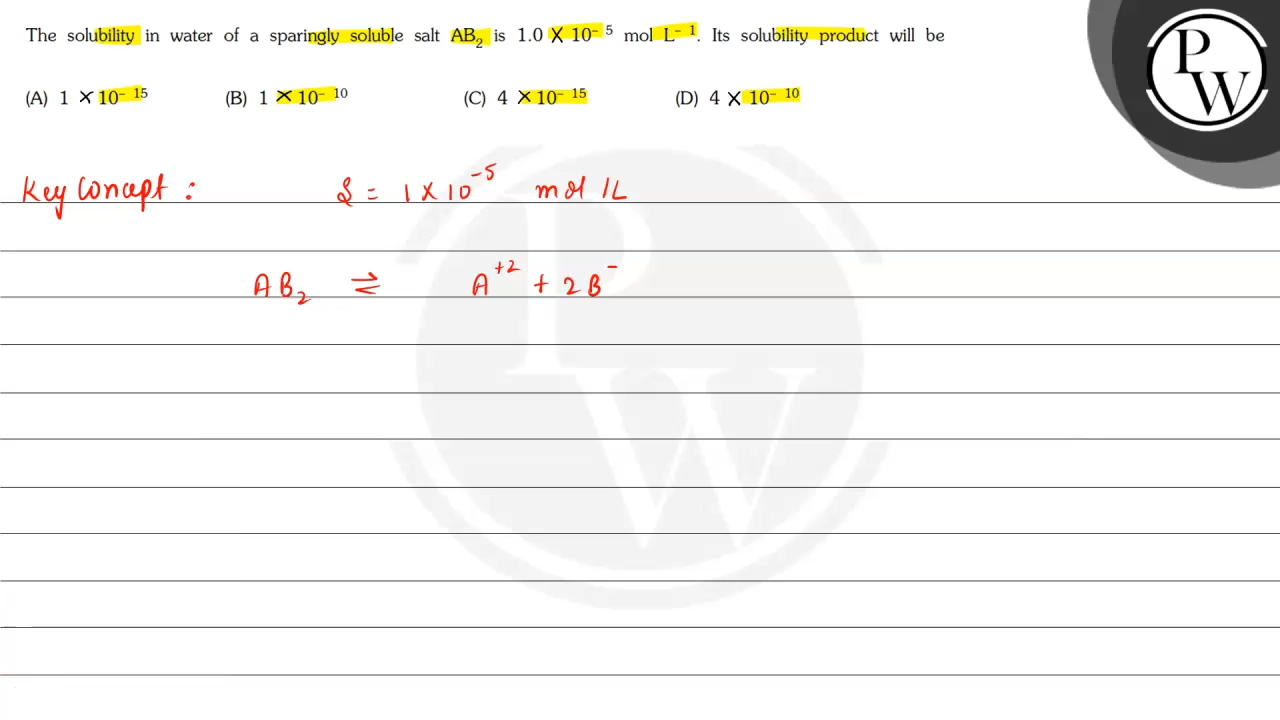 The solubility in water of a sparingly soluble salt AB₂ is 1.0 × 10⁻⁵ mol L⁻¹. Its solubility product will be
(A) 1 × 10⁻¹⁵ (B) 1 × 10⁻¹⁰ (C) 4 × 10⁻¹⁵ (D) 4 × 10⁻¹⁰
P
W
Key Concept : S = 1 × 10⁻⁵ mol /L
AB₂ ⇌ A⁺² + 2B⁻
P
W